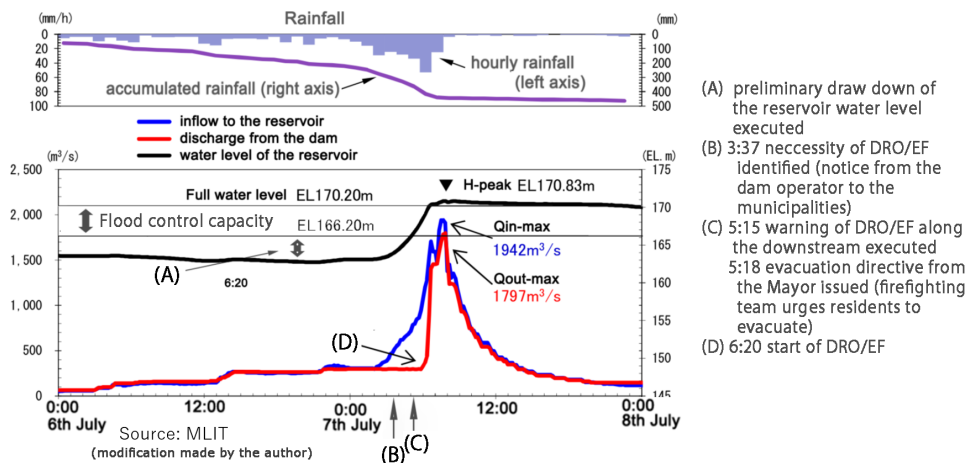 Rainfall
(mm/h)
(mm)
0
20
40
60
80
100
0
100
200
300
400
500
accumulated rainfall (right axis)
hourly rainfall
(left axis)
inflow to the reservoir
discharge from the dam
water level of the reservoir
(m³/s)
(EL. m)
2,500
2,000
1,500
1,000
500
0
175
170
165
160
155
150
145
Full water level EL170.20m
H-peak EL170.83m
Flood control capacity
EL166.20m
Qin-max
1942m³/s
Qout-max
1797m³/s
(A)
6:20
(D)
0:00
12:00
0:00
12:00
0:00
6th July
7th July
8th July
(B)
(C)
Source: MLIT
(modification made by the author)
(A) preliminary draw down of
the reservoir water level
executed
(B) 3:37 neccessity of DRO/EF
identified (notice from the
dam operator to the
municipalities)
(C) 5:15 warning of DRO/EF along
the downstream executed
5:18 evacuation directive from
the Mayor issued (firefighting
team urges residents to
evacuate)
(D) 6:20 start of DRO/EF